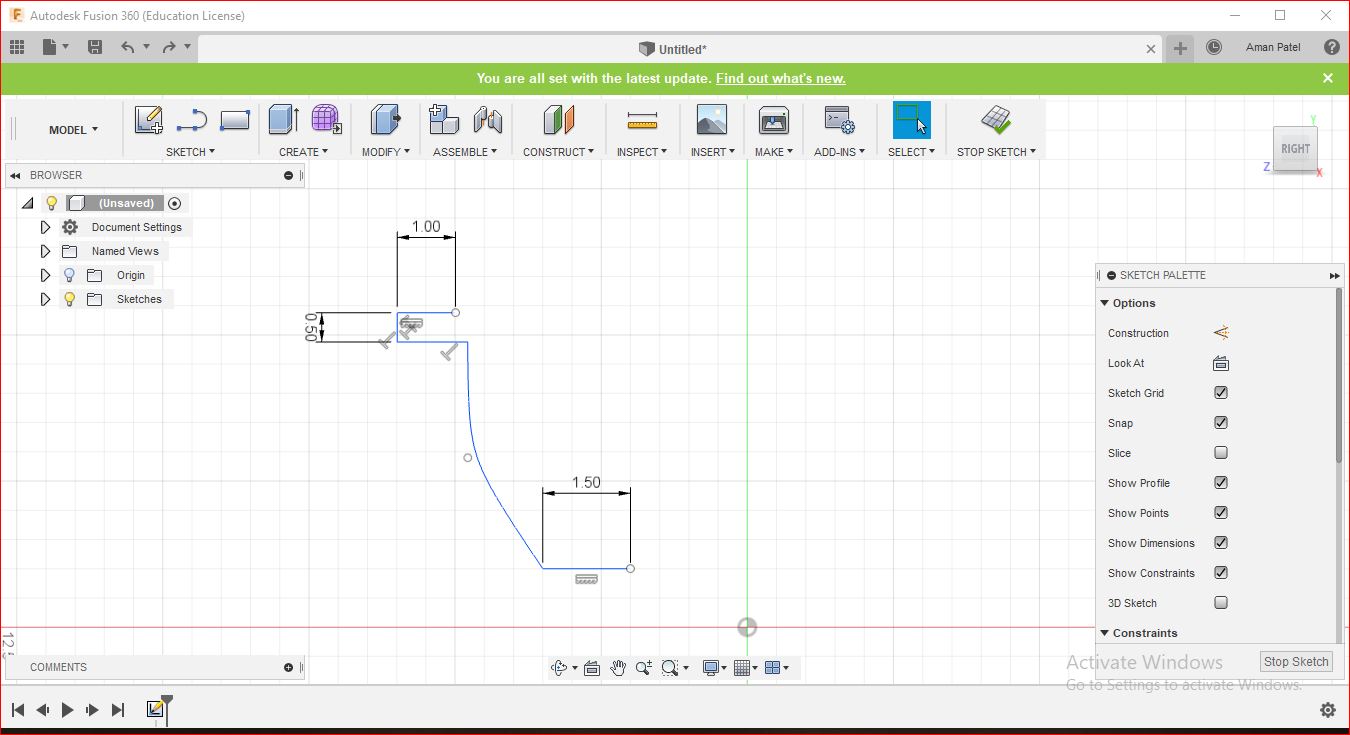 Autodesk Fusion 360 (Education License)
Untitled*
Aman Patel
You are all set with the latest update. Find out what's new.
MODEL
SKETCH
CREATE
MODIFY
ASSEMBLE
CONSTRUCT
INSPECT
INSERT
MAKE
ADD-INS
SELECT
STOP SKETCH
Y
RIGHT
Z
X
BROWSER
(Unsaved)
Document Settings
Named Views
Origin
Sketches
1.00
0.50
1.50
SKETCH PALETTE
Options
Construction
Look At
Sketch Grid
Snap
Slice
Show Profile
Show Points
Show Dimensions
Show Constraints
3D Sketch
Constraints
Stop Sketch
COMMENTS
Activate Windows
Go to Settings to activate Windows.